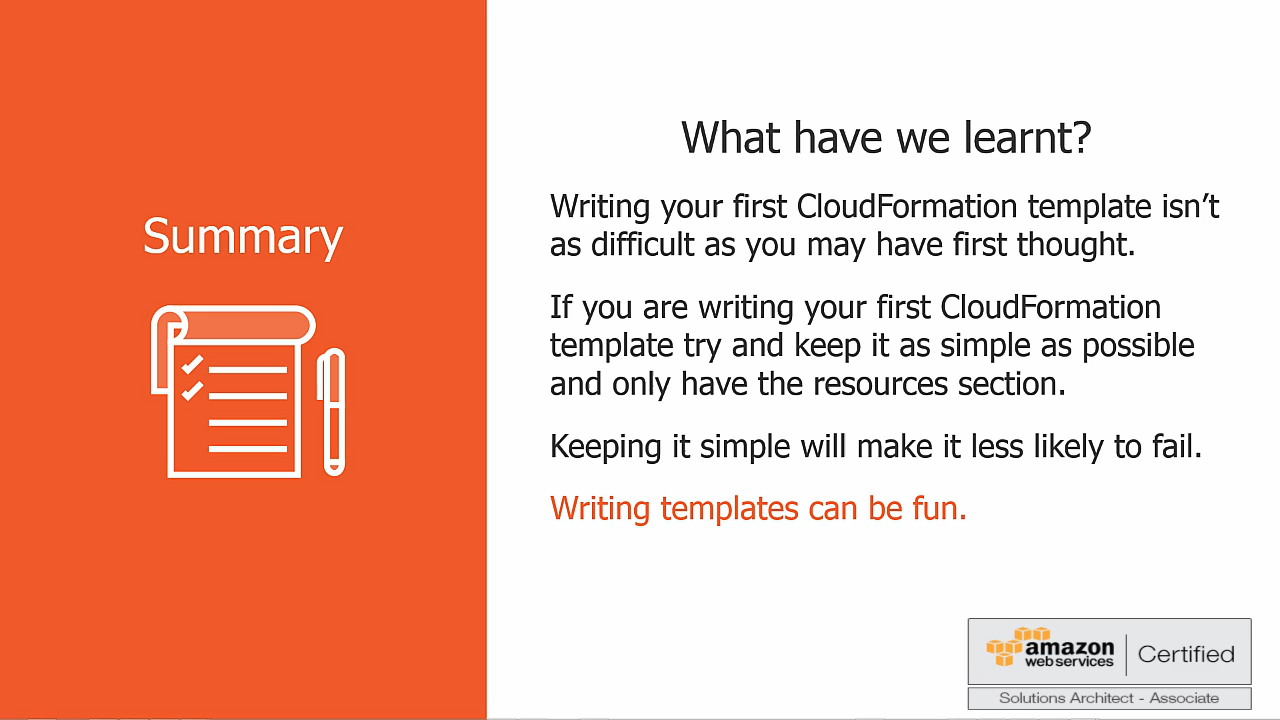 Summary
What have we learnt?
Writing your first CloudFormation template isn’t
as difficult as you may have first thought.
If you are writing your first CloudFormation
template try and keep it as simple as possible
and only have the resources section.
Keeping it simple will make it less likely to fail.
Writing templates can be fun.
amazon
web services
Certified
Solutions Architect - Associate